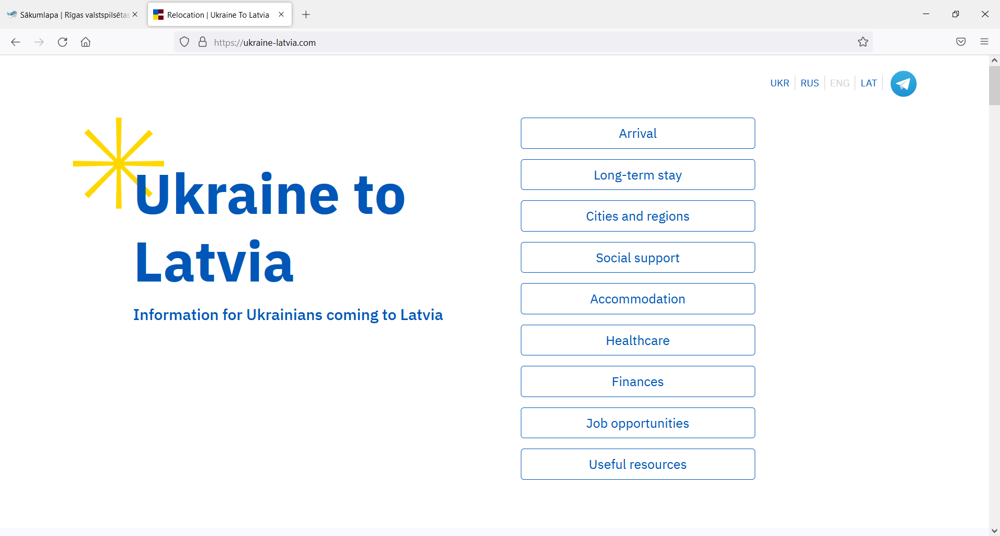 Sākumlapa | Rīgas valstspilsētas
Relocation | Ukraine To Latvia
https://ukraine-latvia.com
UKR RUS ENG LAT
Ukraine to
Latvia
Information for Ukrainians coming to Latvia
Arrival
Long-term stay
Cities and regions
Social support
Accommodation
Healthcare
Finances
Job opportunities
Useful resources